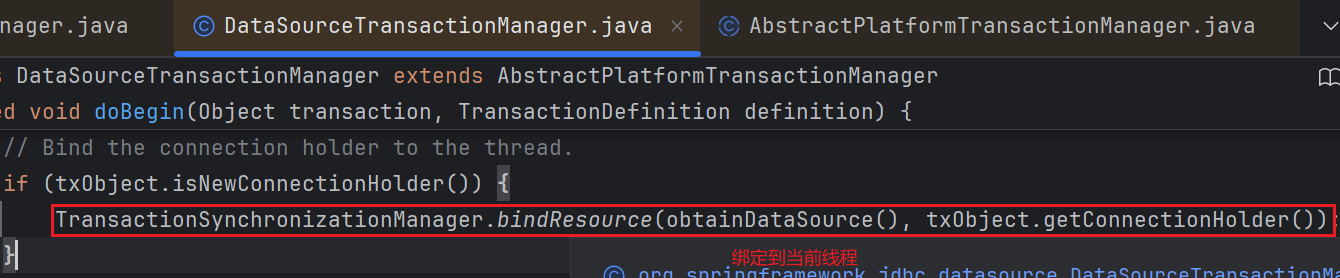 nager.java DataSourceTransactionManager.java × AbstractPlatformTransactionManager.java
s DataSourceTransactionManager extends AbstractPlatformTransactionManager
ed void doBegin(Object transaction, TransactionDefinition definition) {
// Bind the connection holder to the thread.
if (txObject.isNewConnectionHolder()) {
TransactionSynchronizationManager.bindResource(obtainDataSource(), txObject.getConnectionHolder());
}
绑定到当前线程
org.springframework.jdbc.datasource.DataSourceTransactionMa